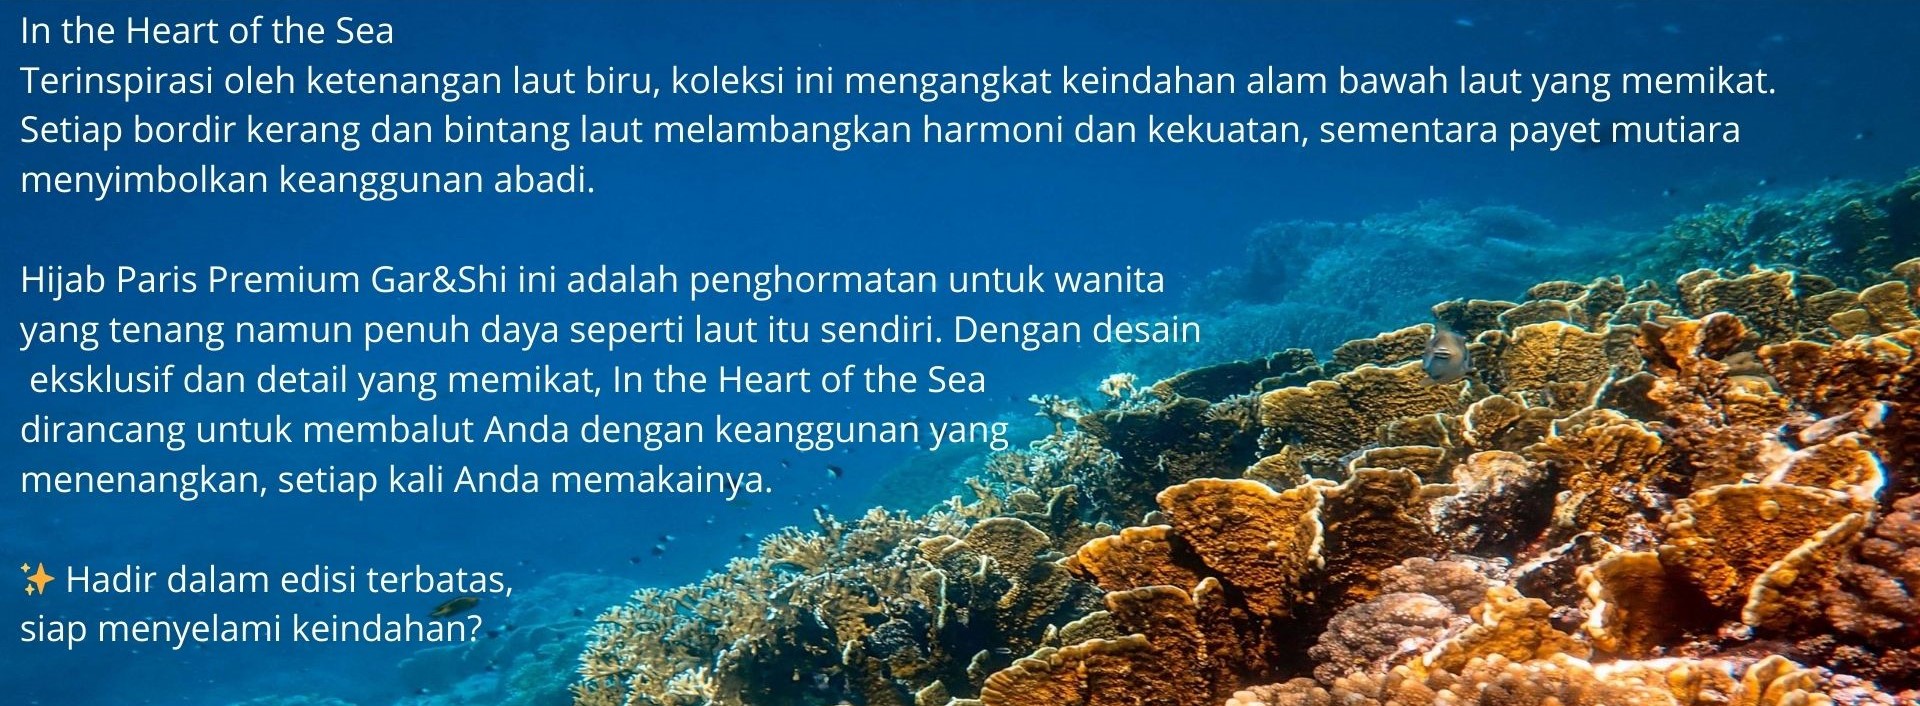 In the Heart of the Sea
Terinspirasi oleh ketenangan laut biru, koleksi ini mengangkat keindahan alam bawah laut yang memikat.
Setiap bordir kerang dan bintang laut melambangkan harmoni dan kekuatan, sementara payet mutiara
menyimbolkan keanggunan abadi.
Hijab Paris Premium Gar&Shi ini adalah penghormatan untuk wanita
yang tenang namun penuh daya seperti laut itu sendiri. Dengan desain
eksklusif dan detail yang memikat, In the Heart of the Sea
dirancang untuk membalut Anda dengan keanggunan yang
menenangkan, setiap kali Anda memakainya.
✨ Hadir dalam edisi terbatas,
siap menyelami keindahan?